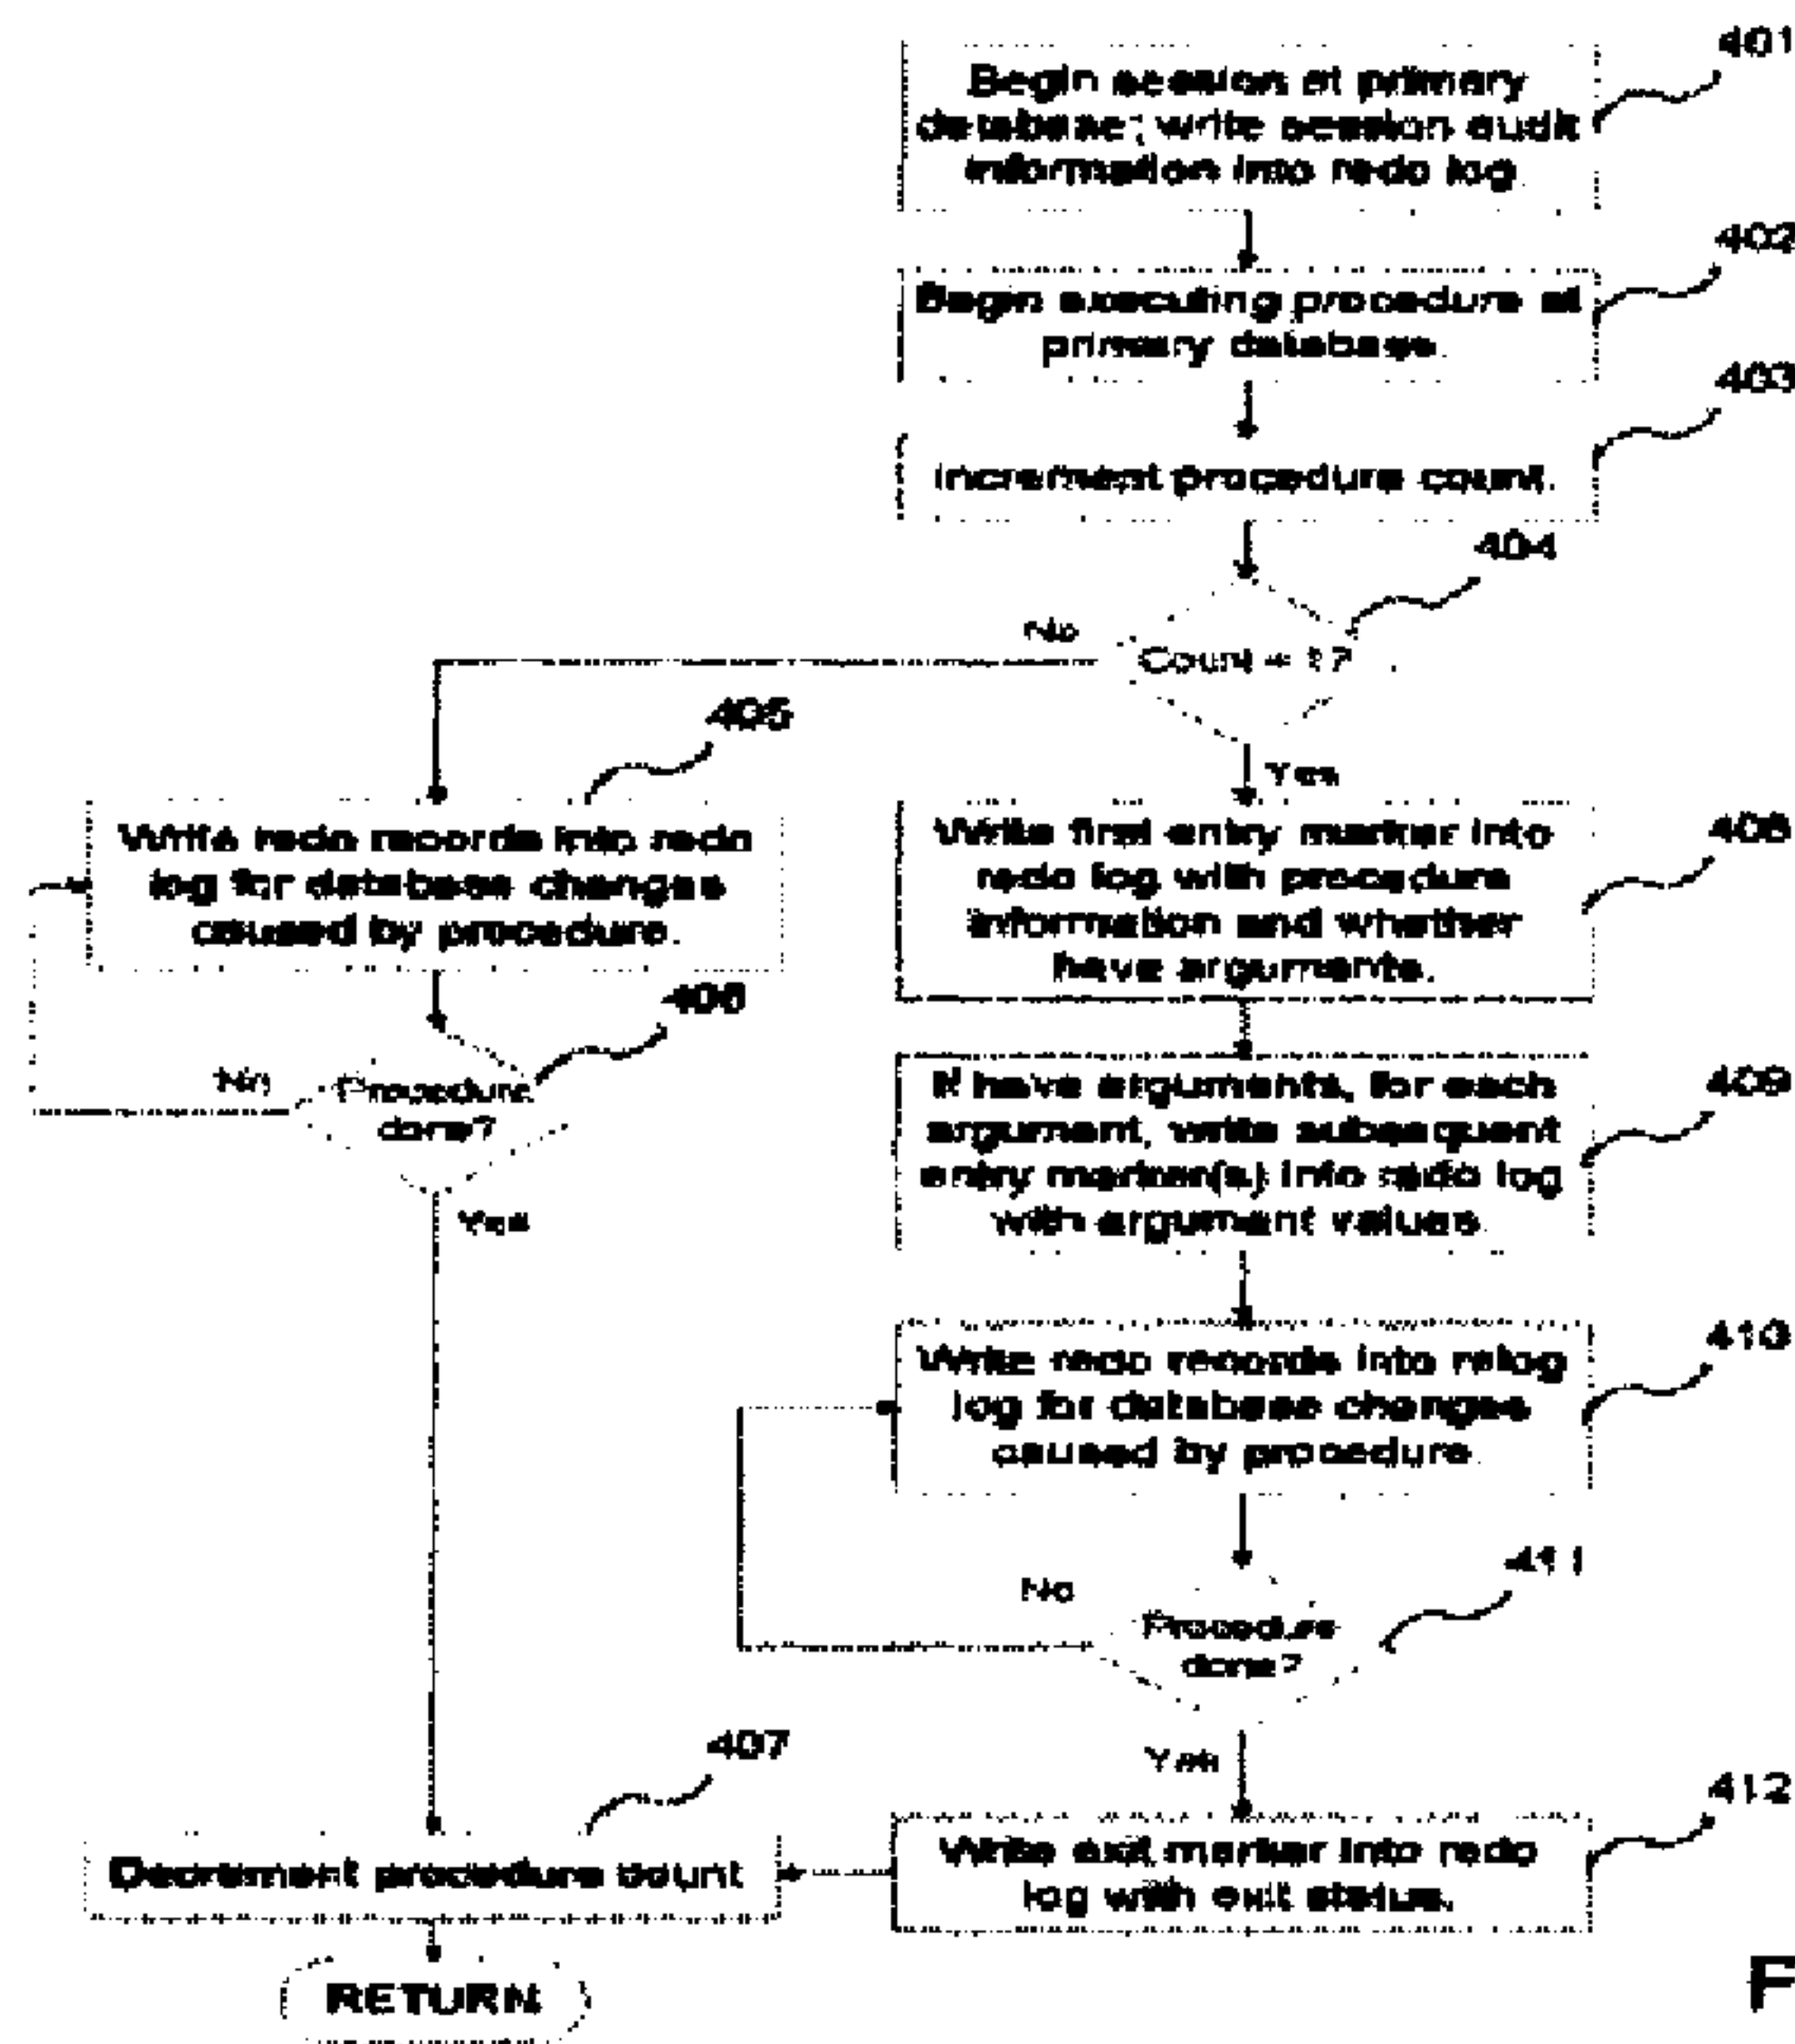 401
Begin session at primary
database; write session audit
information into redo log.
402
Begin executing procedure at
primary database.
403
Increment procedure count.
404
No
Count = 1?
Yes
405
Write redo records into redo
log for database changes
caused by procedure.
408
Write first entry marker into
redo log with procedure
information and whether
have arguments.
406
No
Procedure
done?
Yes
409
If have arguments, for each
argument, write subsequent
entry marker(s) into redo log
with argument values.
410
Write redo records into relog
log for database changes
caused by procedure.
411
No
Procedure
done?
Yes
407
Decrement procedure count
412
Write exit marker into redo
log with exit status.
RETURN
F